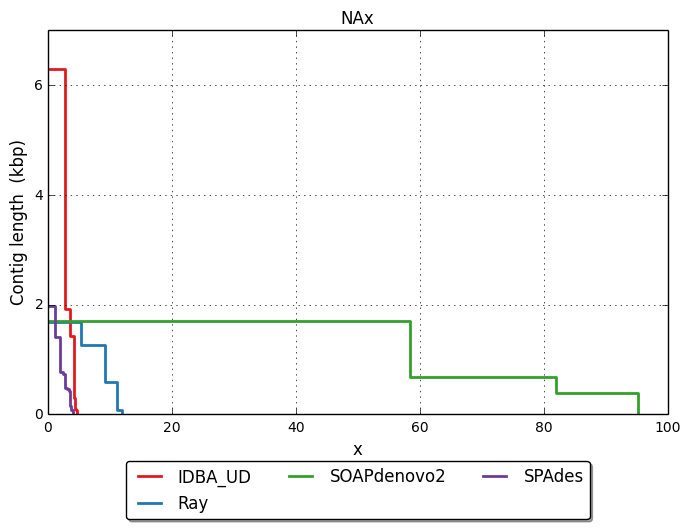 NAx
Contig length  (kbp)
6
4
2
0
0 20 40 60 80 100
x
IDBA_UD SOAPdenovo2 SPAdes
Ray